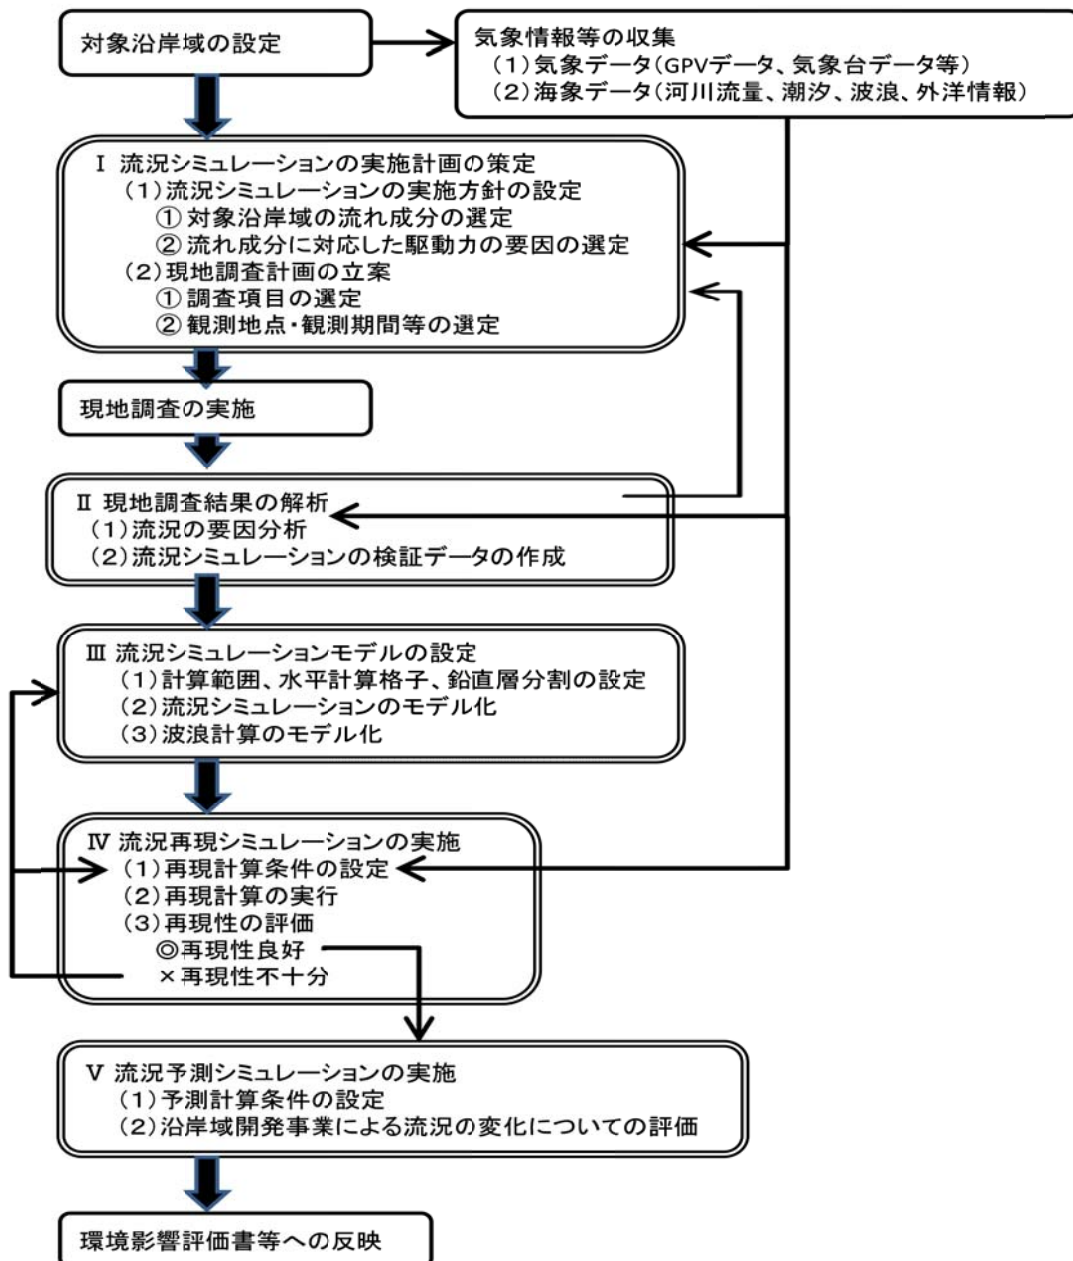 対象沿岸域の設定
気象情報等の収集
(1)気象データ(GPVデータ、気象台データ等)
(2)海象データ(河川流量、潮汐、波浪、外洋情報)
Ⅰ 流況シミュレーションの実施計画の策定
(1)流況シミュレーションの実施方針の設定
①対象沿岸域の流れ成分の選定
②流れ成分に対応した駆動力の要因の選定
(2)現地調査計画の立案
①調査項目の選定
②観測地点・観測期間等の選定
現地調査の実施
Ⅱ 現地調査結果の解析
(1)流況の要因分析
(2)流況シミュレーションの検証データの作成
Ⅲ 流況シミュレーションモデルの設定
(1)計算範囲、水平計算格子、鉛直層分割の設定
(2)流況シミュレーションのモデル化
(3)波浪計算のモデル化
Ⅳ 流況再現シミュレーションの実施
(1)再現計算条件の設定
(2)再現計算の実行
(3)再現性の評価
◎再現性良好
×再現性不十分
Ⅴ 流況予測シミュレーションの実施
(1)予測計算条件の設定
(2)沿岸域開発事業による流況の変化についての評価
環境影響評価書等への反映